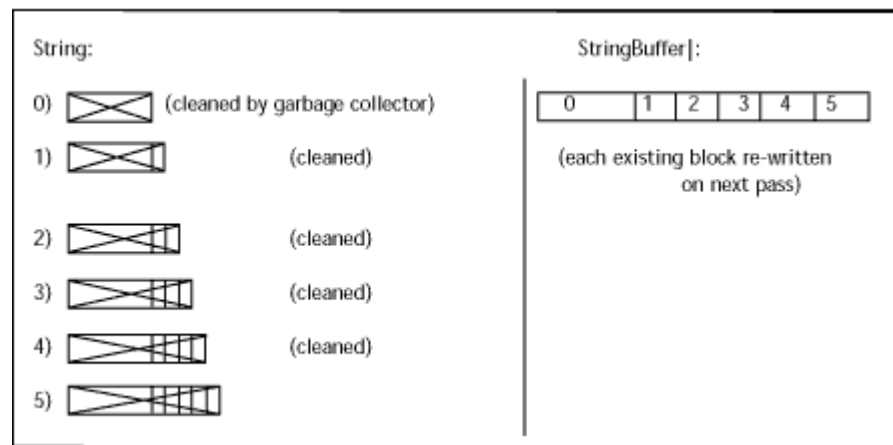 String:
0) (cleaned by garbage collector)
1) (cleaned)
2) (cleaned)
3) (cleaned)
4) (cleaned)
5)
StringBuffer|:
0 1 2 3 4 5
(each existing block re-written
on next pass)